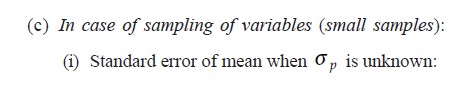 (c) In case of sampling of variables (small samples):
(i) Standard error of mean when σp is unknown: